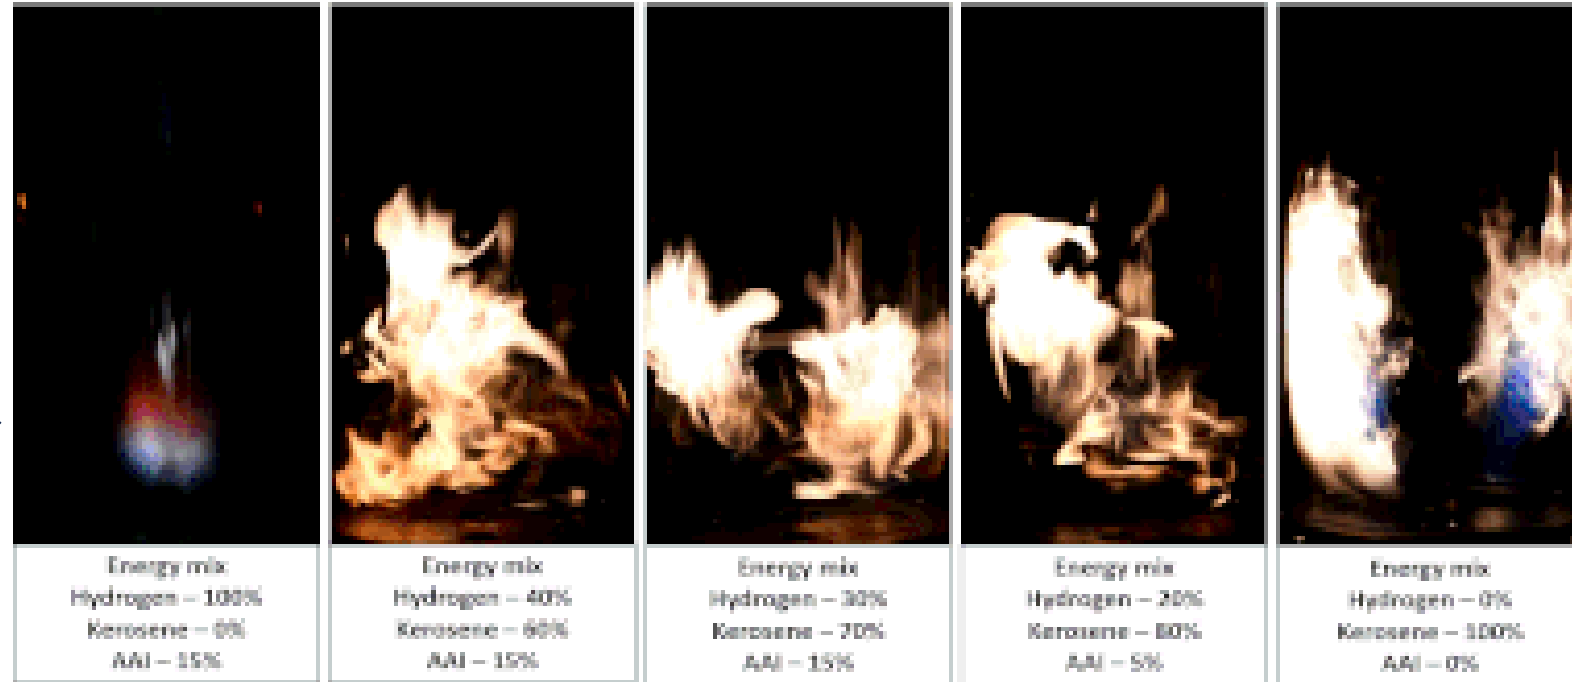 Energy mix
Hydrogen – 100%
Kerosene – 0%
AAI – 15%
Energy mix
Hydrogen – 40%
Kerosene – 60%
AAI – 15%
Energy mix
Hydrogen – 30%
Kerosene – 70%
AAI – 15%
Energy mix
Hydrogen – 20%
Kerosene – 80%
AAI – 5%
Energy mix
Hydrogen – 0%
Kerosene – 100%
AAI – 0%